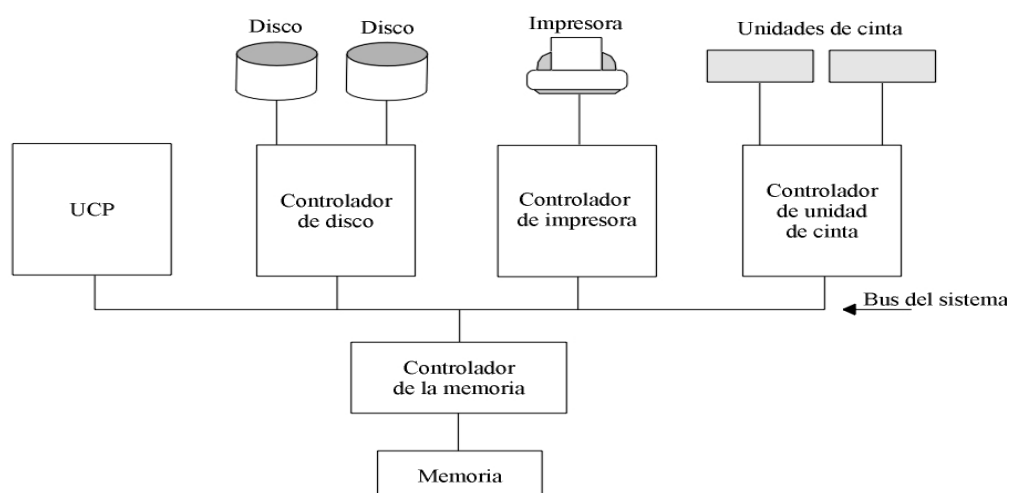 Disco
Disco
Impresora
Unidades de cinta
UCP
Controlador
de disco
Controlador
de impresora
Controlador
de unidad
de cinta
Bus del sistema
Controlador
de la memoria
Memoria